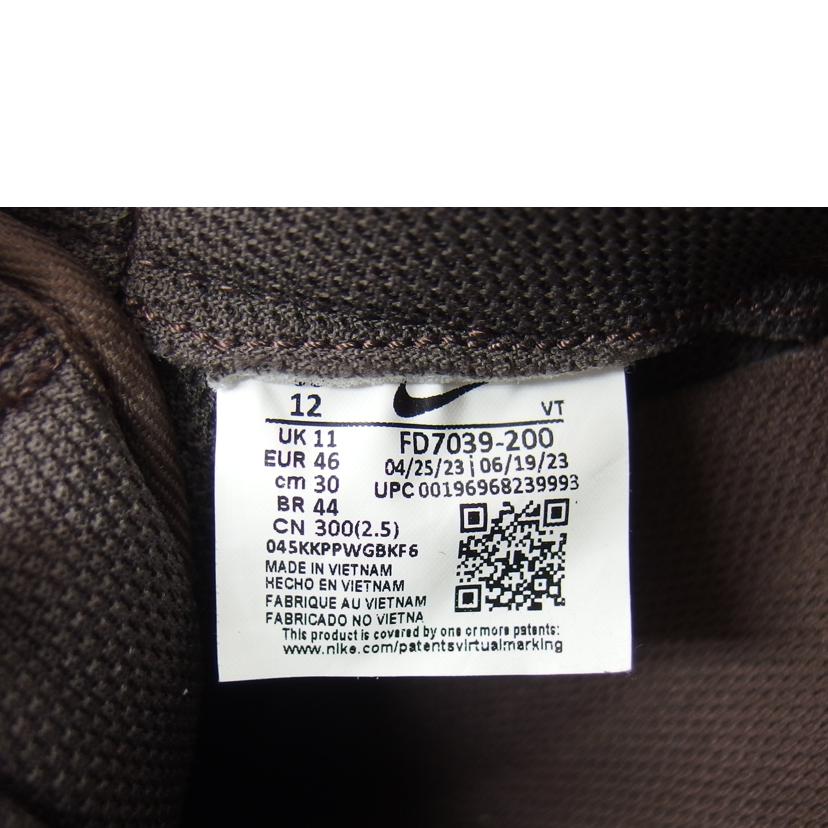 12 VT
UK 11
FD7039-200
EUR 46
04/25/23 | 06/19/23
cm 30
UPC 00196968239993
BR 44
CN 300(2.5)
045KKPPWGBKF6
MADE IN VIETNAM
HECHO EN VIETNAM
FABRIQUE AU VIETNAM
FABRICADO NO VIETNA
This product is covered by one or more patents:
www.nike.com/patentsvirtualmarking